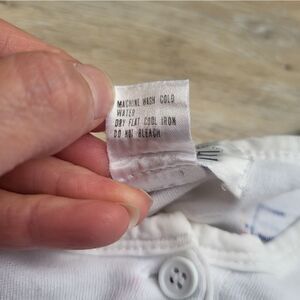 MACHINE WASH COLD
WATER
DRY FLAT COOL IRON
DO NOT BLEACH